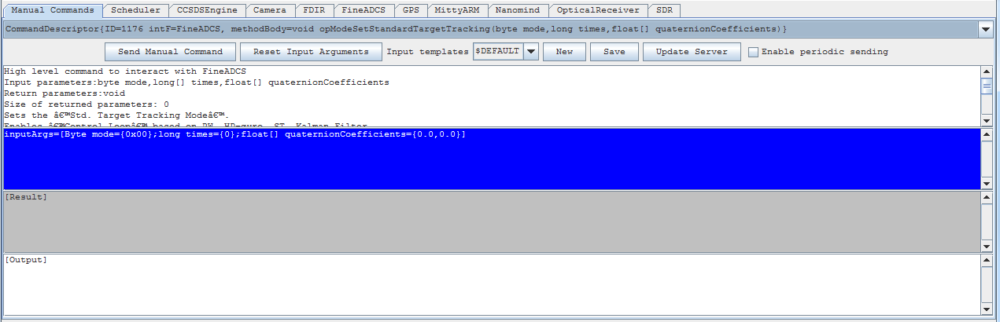 Manual Commands Scheduler CCSDSEngine Camera FDIR FineADCS GPS MittyARM Nanomind OpticalReceiver SDR
CommandDescriptor{ID=1176 intF=FineADCS, methodBody=void opModeSetStandardTargetTracking(byte mode,long times,float[] quaternionCoefficients)}
Send Manual Command Reset Input Arguments Input templates $DEFAULT New Save Update Server Enable periodic sending
High level command to interact with FineADCS
Input parameters:byte mode,long[] times,float[] quaternionCoefficients
Return parameters:void
Size of returned parameters: 0
Sets the â€™Std. Target Tracking Modeâ€™.
Enables â€™Control Loopâ€™ based on RW, HP-gyro, ST, Kalman Filter
inputArgs=[Byte mode={0x00};long times={0};float[] quaternionCoefficients={0.0,0.0}]
[Result]
[Output]